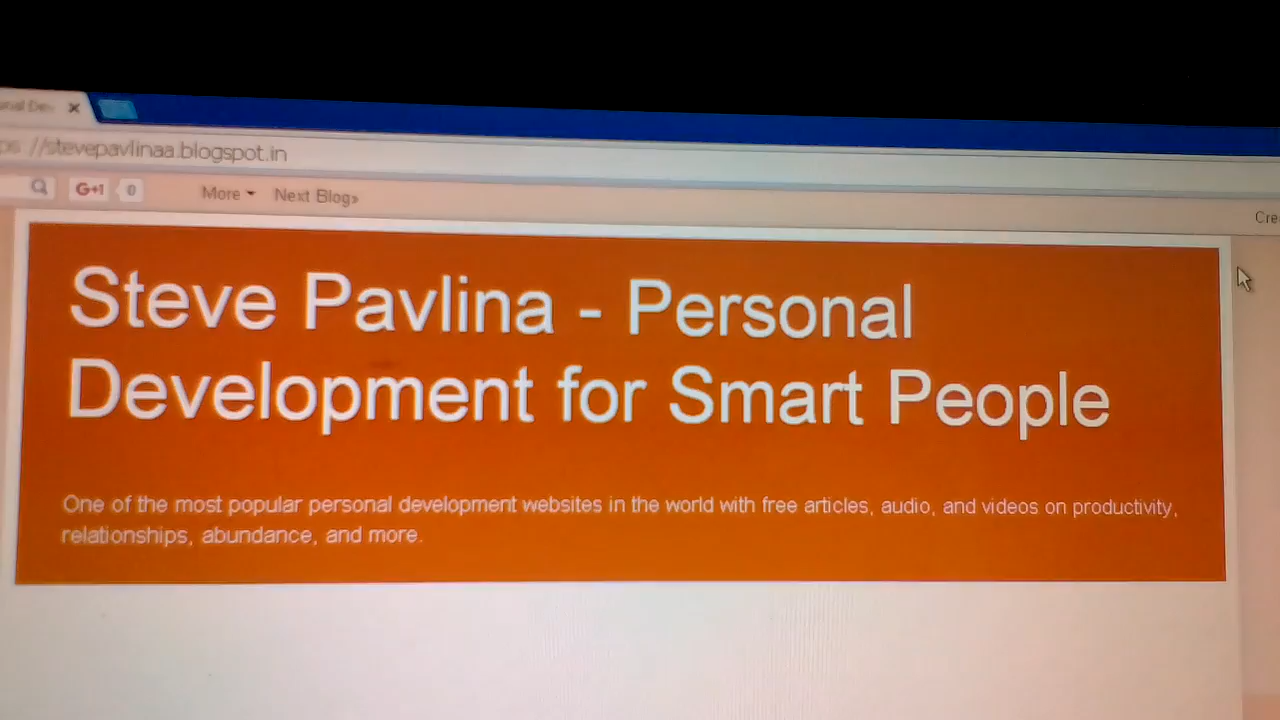 ://stevepavlinaa.blogspot.in
G+1 0 More Next Blog»
Steve Pavlina - Personal
Development for Smart People
One of the most popular personal development websites in the world with free articles, audio, and videos on productivity,
relationships, abundance, and more.